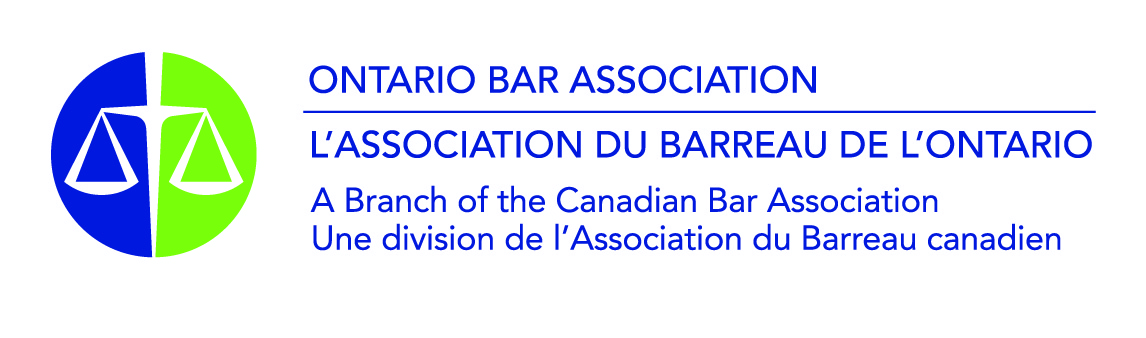 ONTARIO BAR ASSOCIATION
L'ASSOCIATION DU BARREAU DE L'ONTARIO
A Branch of the Canadian Bar Association
Une division de l'Association du Barreau canadien